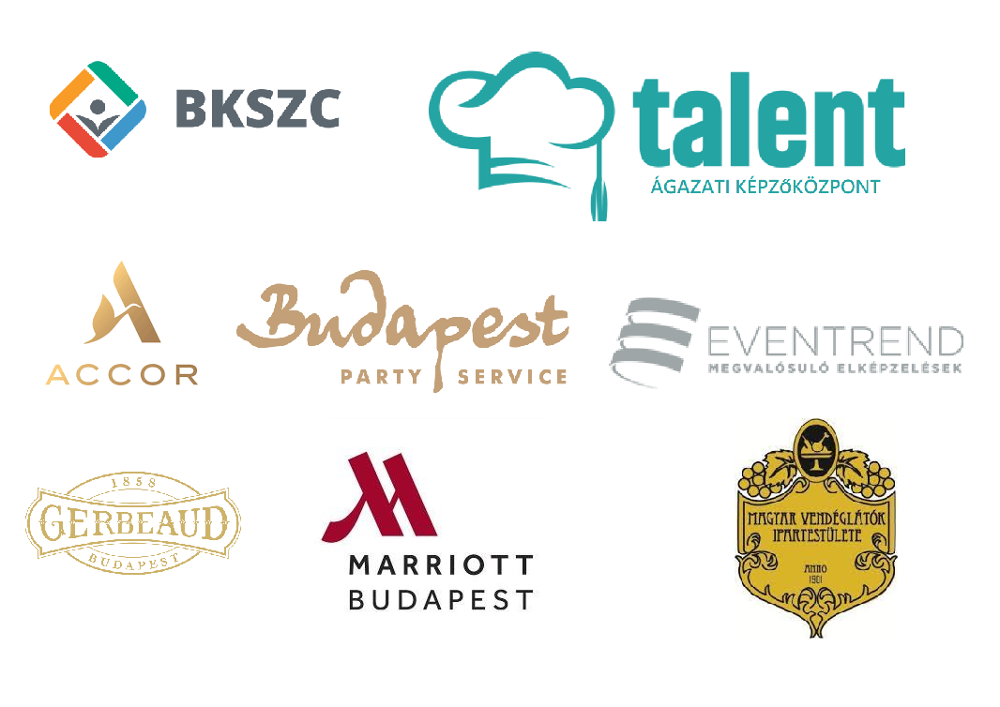 BKSZC
talent
ÁGAZATI KÉPZőKÖZPONT
ACCOR
Budapest
PARTY SERVICE
EVENTREND
MEGVALÓSULÓ ELKÉPZELÉSEK
1858
GERBEAUD
BUDAPEST
MARRIOTT
BUDAPEST
MAGYAR VENDÉGLÁTÓK
IPARTESTÜLETE
ANNO
1901